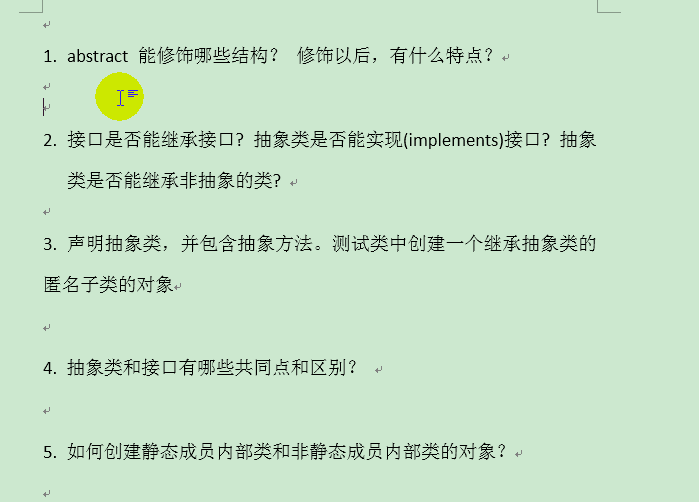 1. abstract 能修饰哪些结构？ 修饰以后，有什么特点？
2. 接口是否能继承接口? 抽象类是否能实现(implements)接口? 抽象
类是否能继承非抽象的类?
3. 声明抽象类，并包含抽象方法。测试类中创建一个继承抽象类的
匿名子类的对象
4. 抽象类和接口有哪些共同点和区别？
5. 如何创建静态成员内部类和非静态成员内部类的对象？